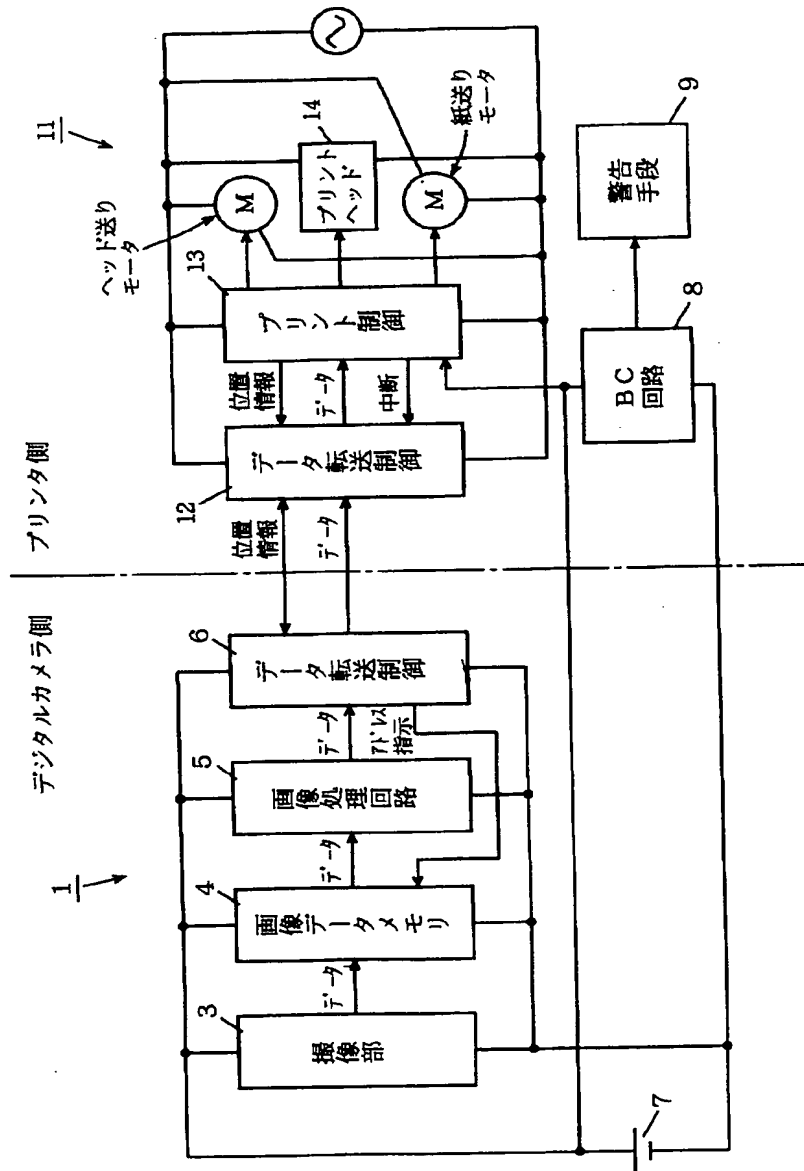 デジタルカメラ側
プリンタ側
1
11
3
撮像部
データ
4
画像データメモリ
データ
5
画像処理回路
データ
アドレス
指示
6
データ転送制御
位置
情報
データ
12
データ転送制御
位置
情報
データ
中断
13
プリント制御
ヘッド送り
モータ
M
14
プリント
ヘッド
M
紙送り
モータ
7
8
BC
回路
9
警告
手段